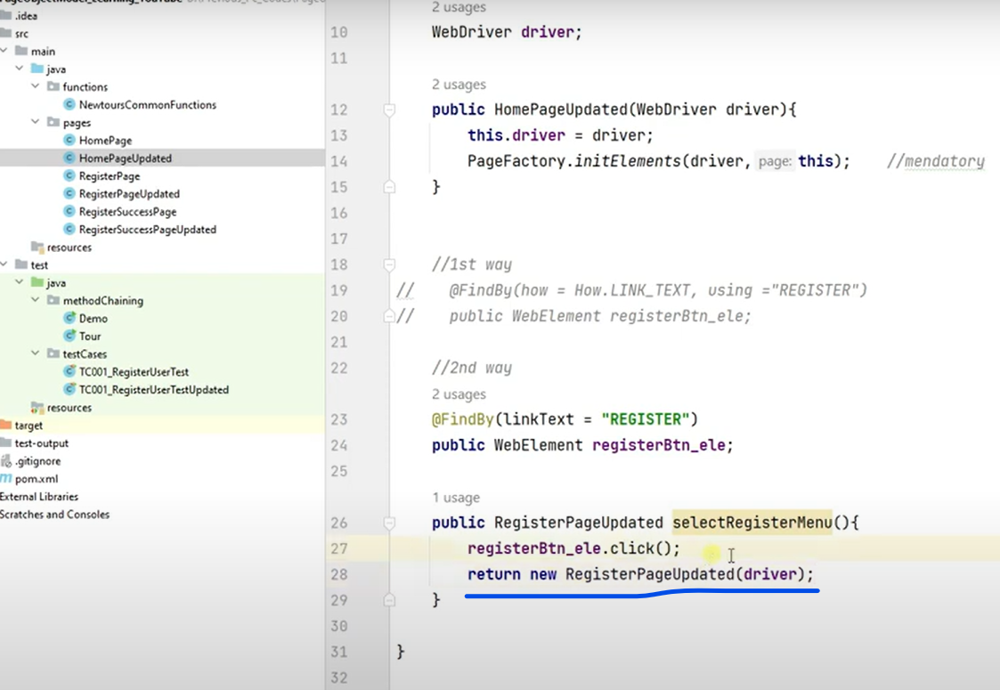 .idea
src
main
java
functions
NewtoursCommonFunctions
pages
HomePage
HomePageUpdated
RegisterPage
RegisterPageUpdated
RegisterSuccessPage
RegisterSuccessPageUpdated
resources
test
java
methodChaining
Demo
Tour
testCases
TC001_RegisterUserTest
TC001_RegisterUserTestUpdated
resources
target
test-output
.gitignore
pom.xml
External Libraries
Scratches and Consoles
2 usages
10 WebDriver driver;
11
2 usages
12 public HomePageUpdated(WebDriver driver){
13 this.driver = driver;
14 PageFactory.initElements(driver, page: this); //mendatory
15 }
16
17
18 //1st way
19 // @FindBy(how = How.LINK_TEXT, using ="REGISTER")
20 // public WebElement registerBtn_ele;
21
22 //2nd way
2 usages
23 @FindBy(linkText = "REGISTER")
24 public WebElement registerBtn_ele;
25
1 usage
26 public RegisterPageUpdated selectRegisterMenu(){
27 registerBtn_ele.click();
28 return new RegisterPageUpdated(driver);
29 }
30
31 }
32